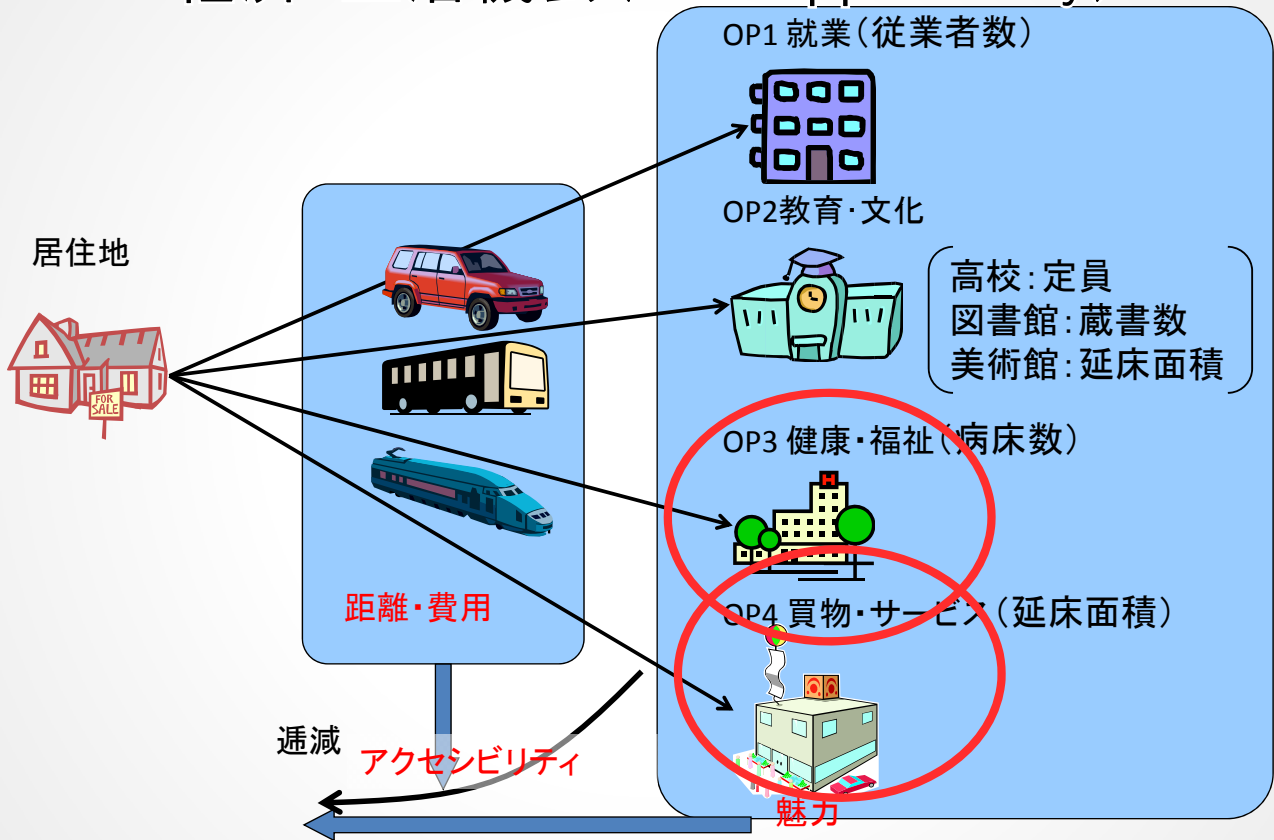 OP1 就業(従業者数)
OP2教育・文化
居住地
高校:定員
図書館:蔵書数
美術館:延床面積
FOR
SALE
H
OP3 健康・福祉(病床数)
距離・費用
OP4 買物・サービス(延床面積)
逓減
アクセシビリティ
魅力